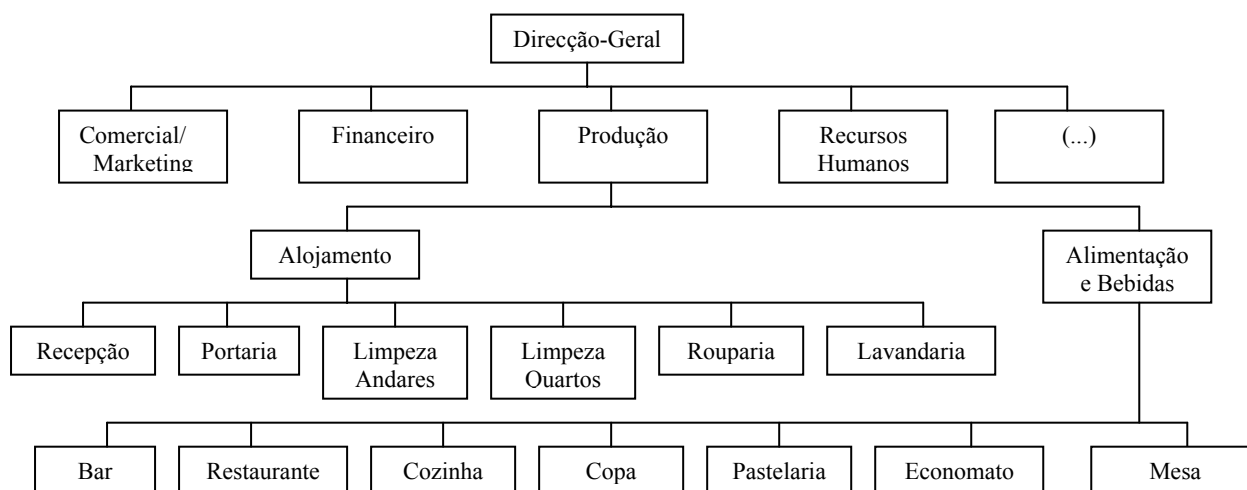 Direcção-Geral
Comercial/
Marketing
Financeiro
Produção
Recursos
Humanos
(...)
Alojamento
Alimentação
e Bebidas
Recepção
Portaria
Limpeza
Andares
Limpeza
Quartos
Rouparia
Lavandaria
Bar
Restaurante
Cozinha
Copa
Pastelaria
Economato
Mesa